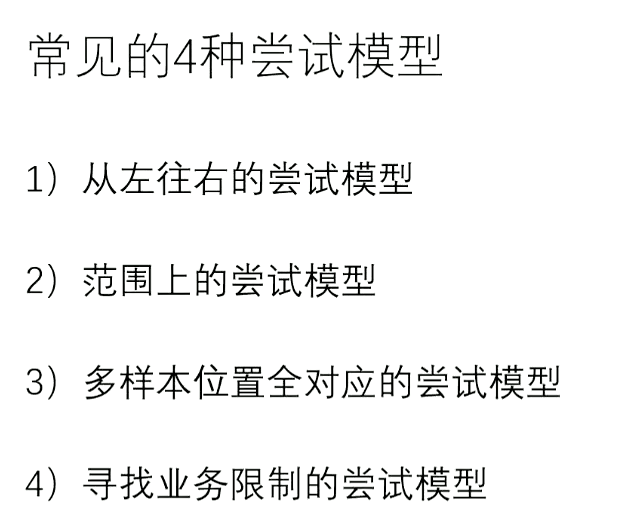 常见的4种尝试模型
1）从左往右的尝试模型
2）范围上的尝试模型
3）多样本位置全对应的尝试模型
4）寻找业务限制的尝试模型